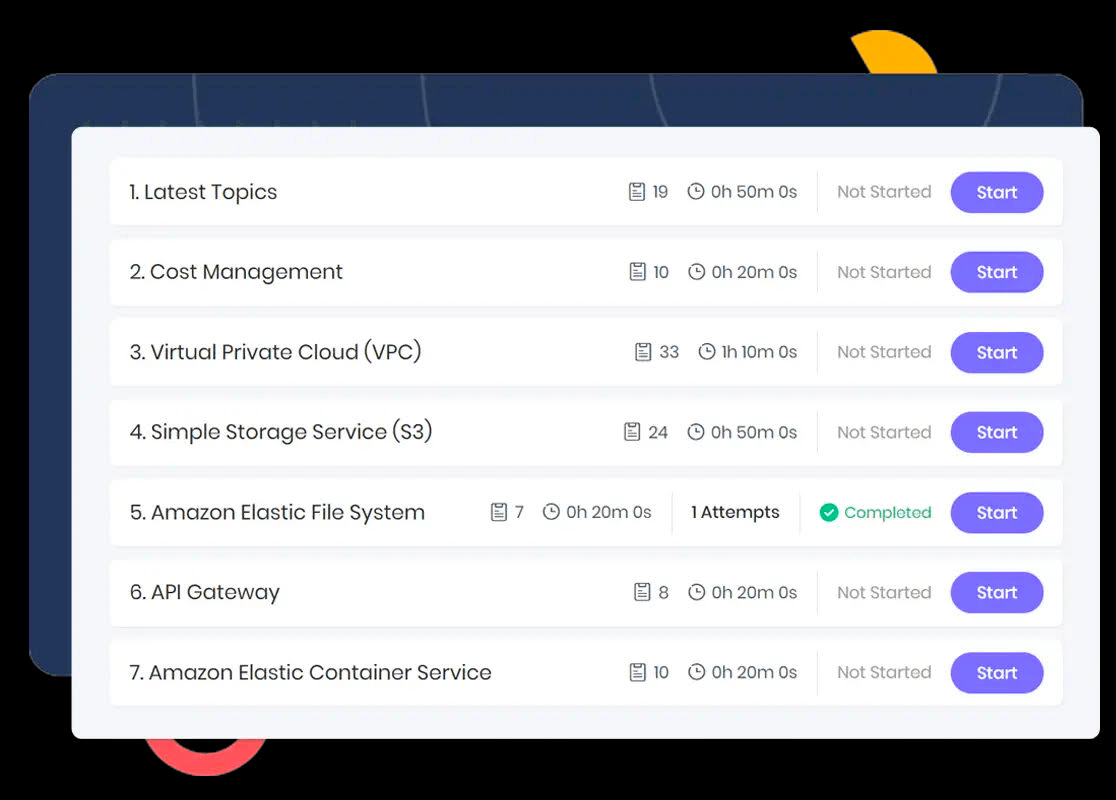 1. Latest Topics 19 0h 50m 0s Not Started Start
2. Cost Management 10 0h 20m 0s Not Started Start
3. Virtual Private Cloud (VPC) 33 1h 10m 0s Not Started Start
4. Simple Storage Service (S3) 24 0h 50m 0s Not Started Start
5. Amazon Elastic File System 7 0h 20m 0s 1 Attempts Completed Start
6. API Gateway 8 0h 20m 0s Not Started Start
7. Amazon Elastic Container Service 10 0h 20m 0s Not Started Start